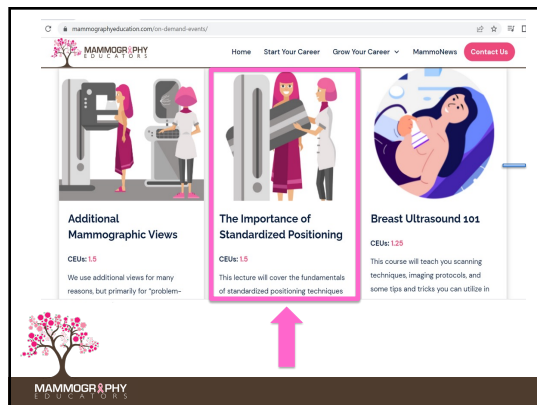 mammographyeducation.com/on-demand-events/
MAMMOGRAPHY
EDUCATORS
Home Start Your Career Grow Your Career MammoNews Contact Us
Additional
Mammographic Views
CEUs: 1.5
We use additional views for many
reasons, but primarily for "problem-
The Importance of
Standardized Positioning
CEUs: 1.5
This lecture will cover the fundamentals
of standardized positioning techniques
Breast Ultrasound 101
CEUs: 1.25
This course will teach you scanning
techniques, imaging protocols, and
some tips and tricks you can utilize in
MAMMOGRAPHY
EDUCATORS